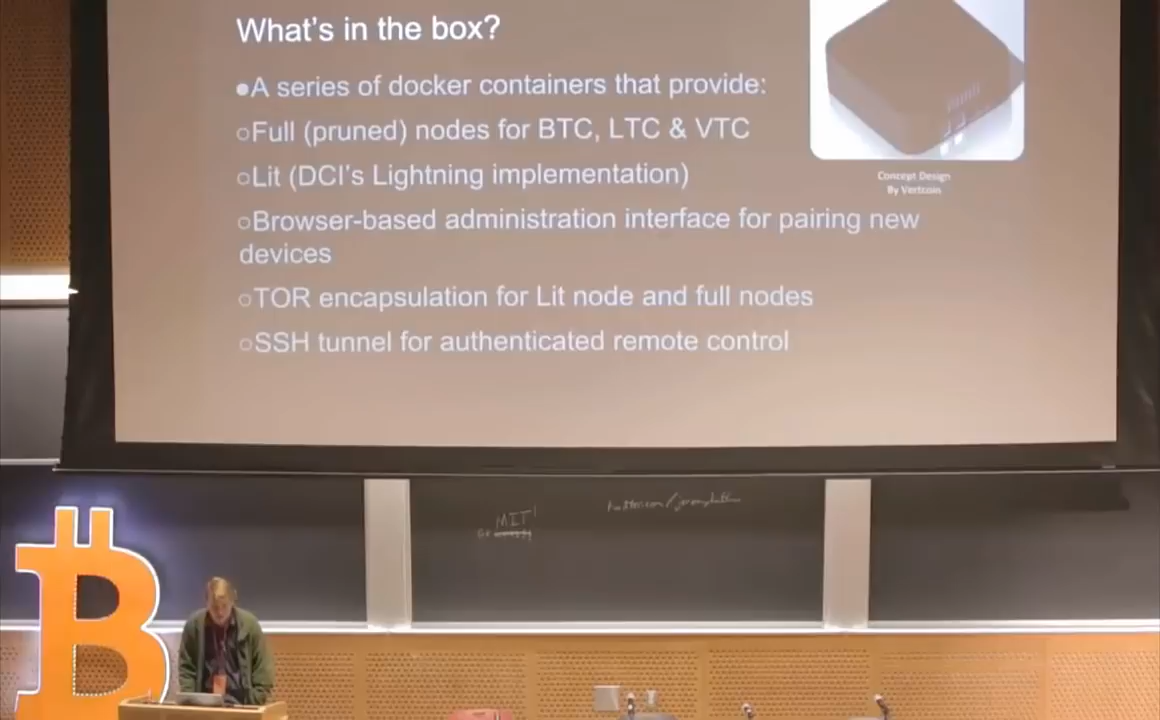 What's in the box?
●A series of docker containers that provide:
○Full (pruned) nodes for BTC, LTC & VTC
○Lit (DCI's Lightning implementation)
○Browser-based administration interface for pairing new
devices
○TOR encapsulation for Lit node and full nodes
○SSH tunnel for authenticated remote control
Concept Design
By Vertcoin
MIT